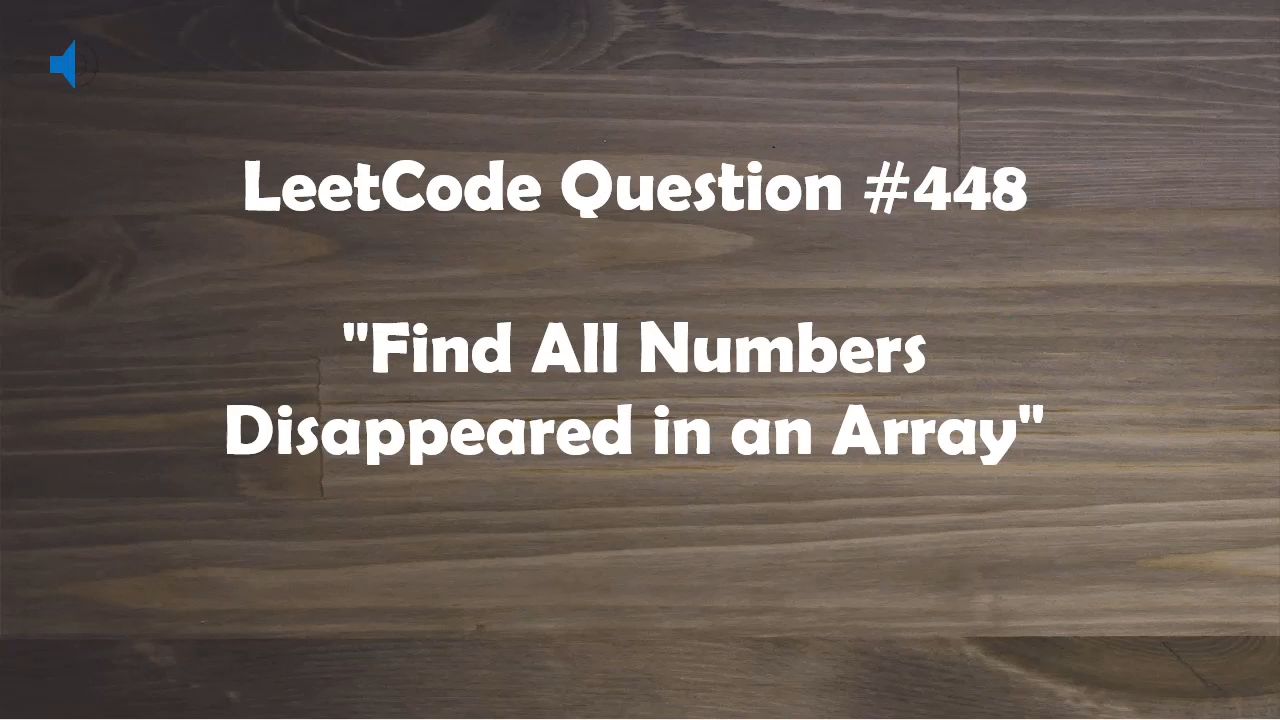 LeetCode Question #448
"Find All Numbers
Disappeared in an Array"